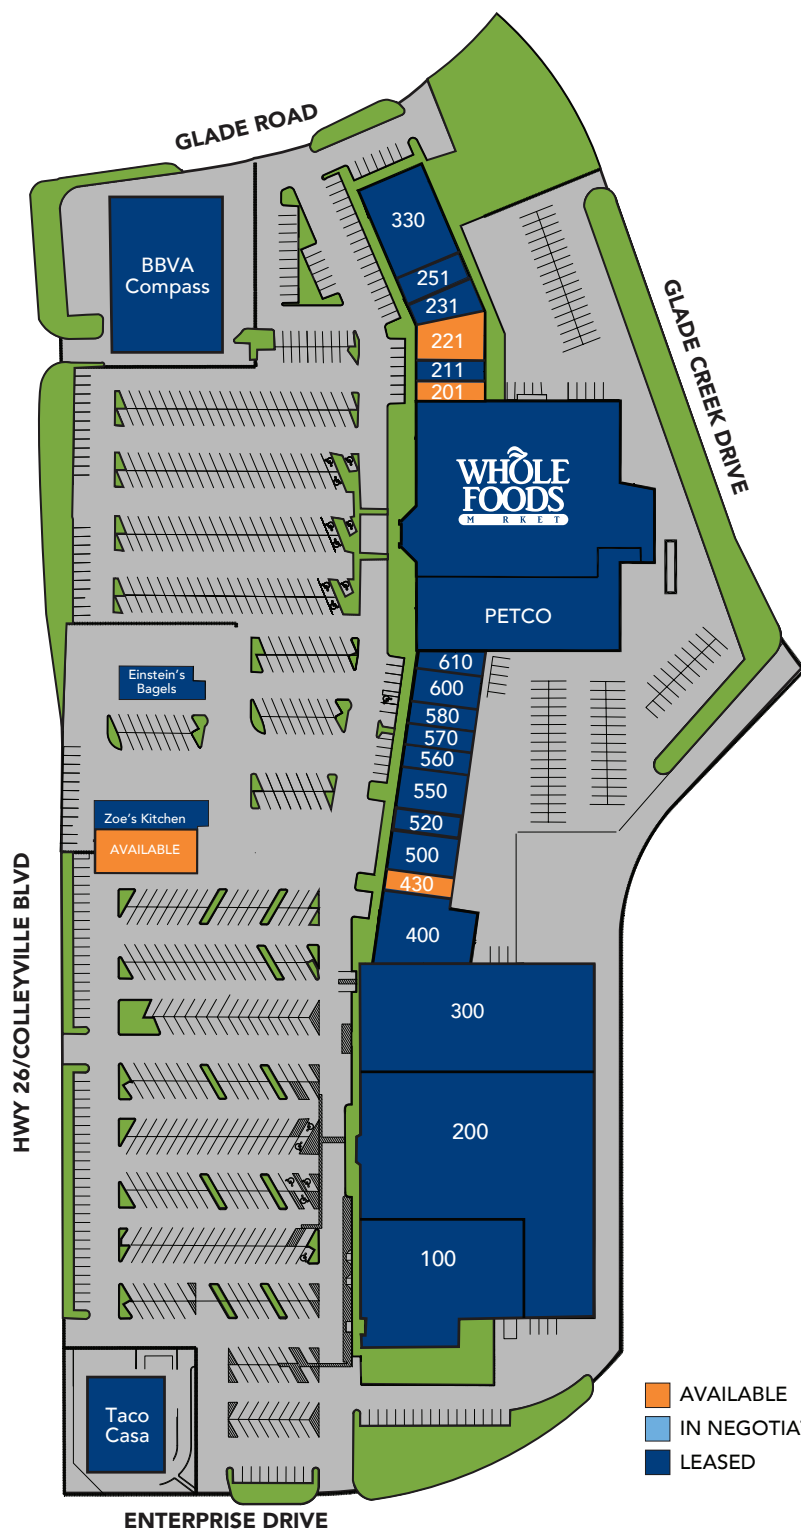 GLADE ROAD
330
BBVA
Compass
251
231
221
211
201
GLADE CREEK DRIVE
WHOLE
FOODS
M RKET
PETCO
610
Einstein's
Bagels
600
580
570
560
550
Zoe's Kitchen
520
AVAILABLE
500
430
400
HWY 26/COLLEYVILLE BLVD
300
200
100
Taco
Casa
AVAILABLE
IN NEGOTIA
LEASED
ENTERPRISE DRIVE